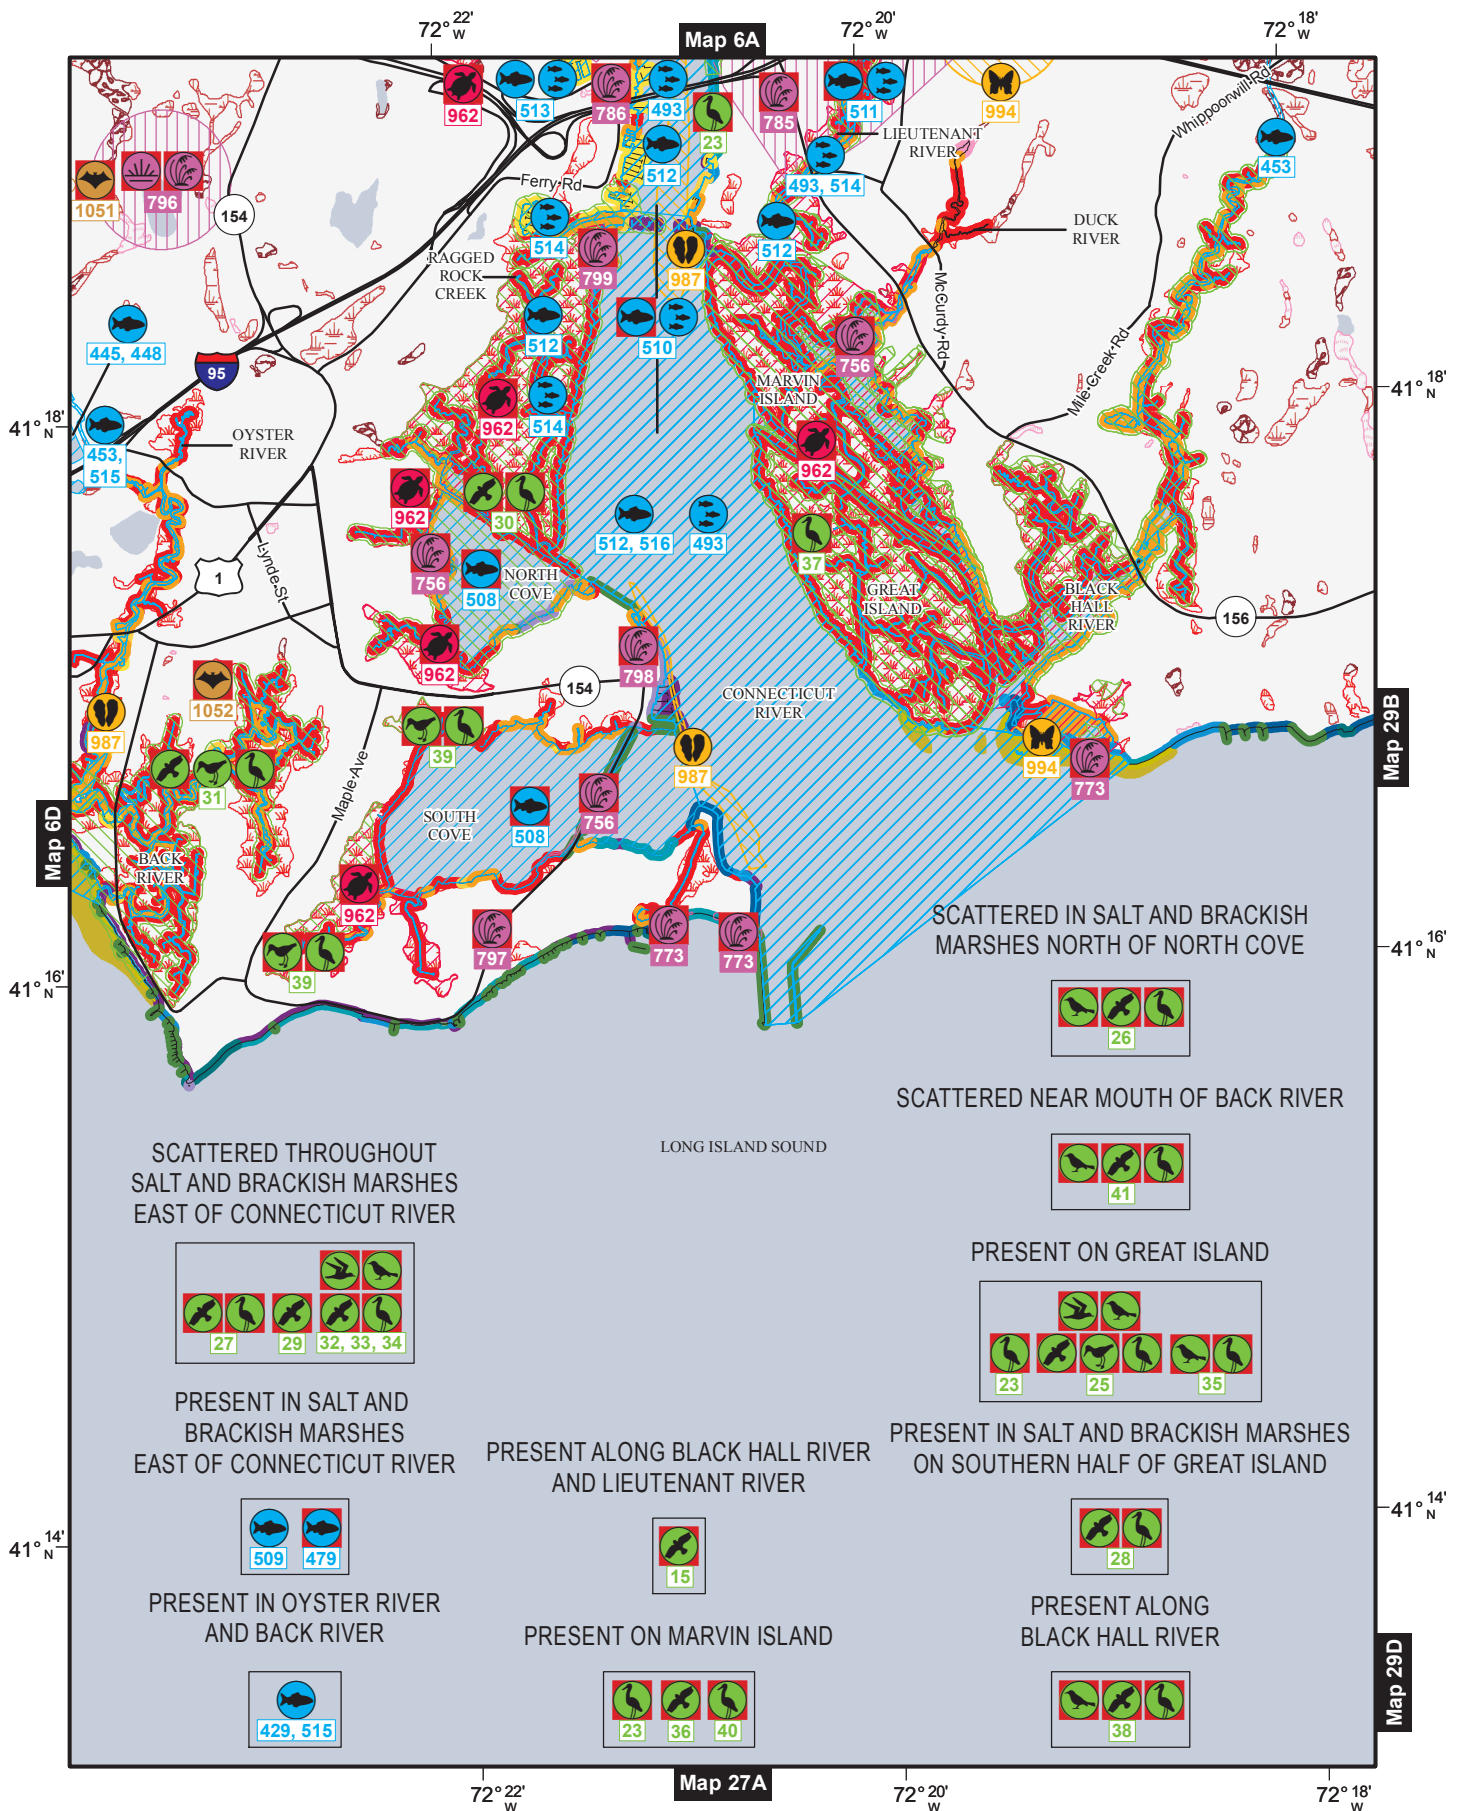 72° 22' W
Map 6A
72° 20' W
72° 18' W
962
513
786
493
23
785
511
994
Whippoorwill Rd
LIEUTENANT
RIVER
453
512
493, 514
1051
796
154
Ferry Rd
514
799
987
512
DUCK
RIVER
RAGGED
ROCK
CREEK
445, 448
95
512
510
756
McCurdy Rd
Mile Creek Rd
MARVIN
ISLAND
41° 18' N
41° 18' N
962
514
962
453,
515
OYSTER
RIVER
962
30
512, 516
493
37
756
508
NORTH
COVE
1
Lynde St
GREAT
ISLAND
BLACK
HALL
RIVER
156
962
798
154
CONNECTICUT
RIVER
1052
987
39
987
994
773
Map 29B
31
Maple Ave
SOUTH
COVE
508
756
Map 6D
BACK
RIVER
962
39
797
773
773
41° 16' N
41° 16' N
SCATTERED IN SALT AND BRACKISH
MARSHES NORTH OF NORTH COVE
26
SCATTERED NEAR MOUTH OF BACK RIVER
41
LONG ISLAND SOUND
SCATTERED THROUGHOUT
SALT AND BRACKISH MARSHES
EAST OF CONNECTICUT RIVER
27
29
32, 33, 34
PRESENT ON GREAT ISLAND
23
25
35
PRESENT IN SALT AND
BRACKISH MARSHES
EAST OF CONNECTICUT RIVER
509
479
PRESENT ALONG BLACK HALL RIVER
AND LIEUTENANT RIVER
15
PRESENT IN SALT AND BRACKISH MARSHES
ON SOUTHERN HALF OF GREAT ISLAND
28
41° 14' N
41° 14' N
PRESENT IN OYSTER RIVER
AND BACK RIVER
429, 515
PRESENT ON MARVIN ISLAND
23
36
40
PRESENT ALONG
BLACK HALL RIVER
38
Map 29D
72° 22' W
Map 27A
72° 20' W
72° 18' W